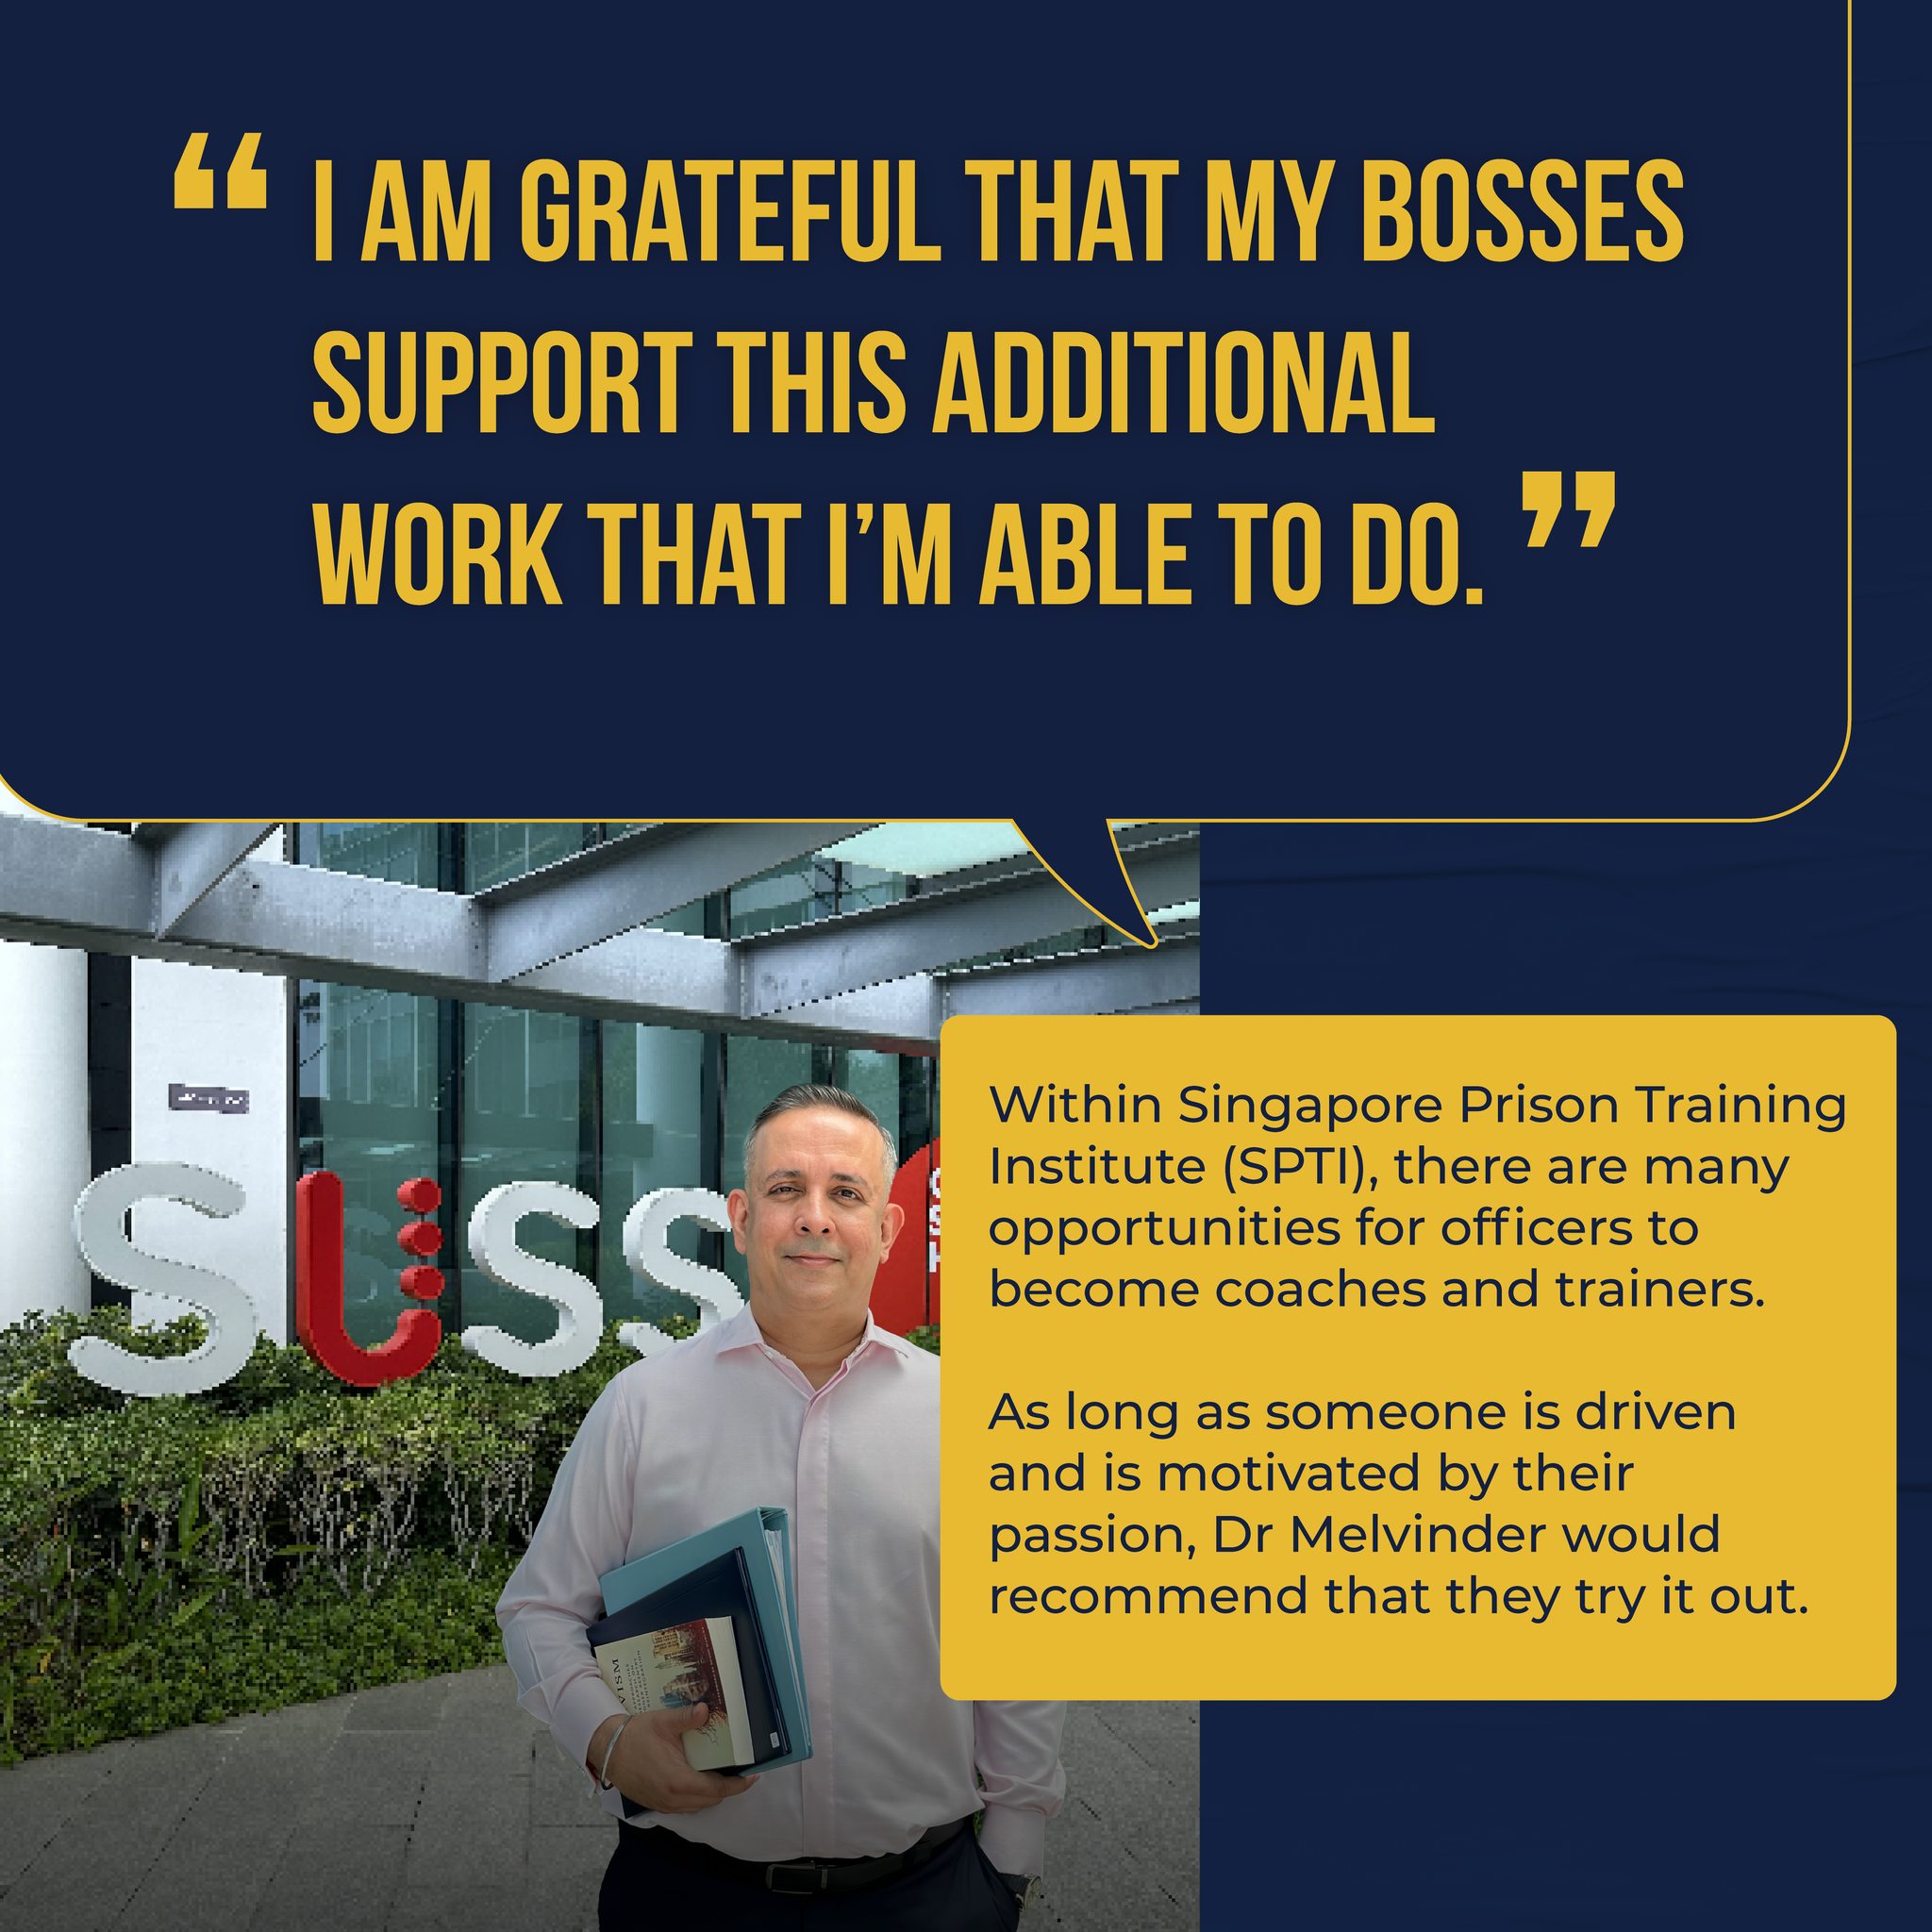 “ I AM GRATEFUL THAT MY BOSSES
SUPPORT THIS ADDITIONAL
WORK THAT I’M ABLE TO DO. ”
SUSS
Within Singapore Prison Training
Institute (SPTI), there are many
opportunities for officers to
become coaches and trainers.
As long as someone is driven
and is motivated by their
passion, Dr Melvinder would
recommend that they try it out.